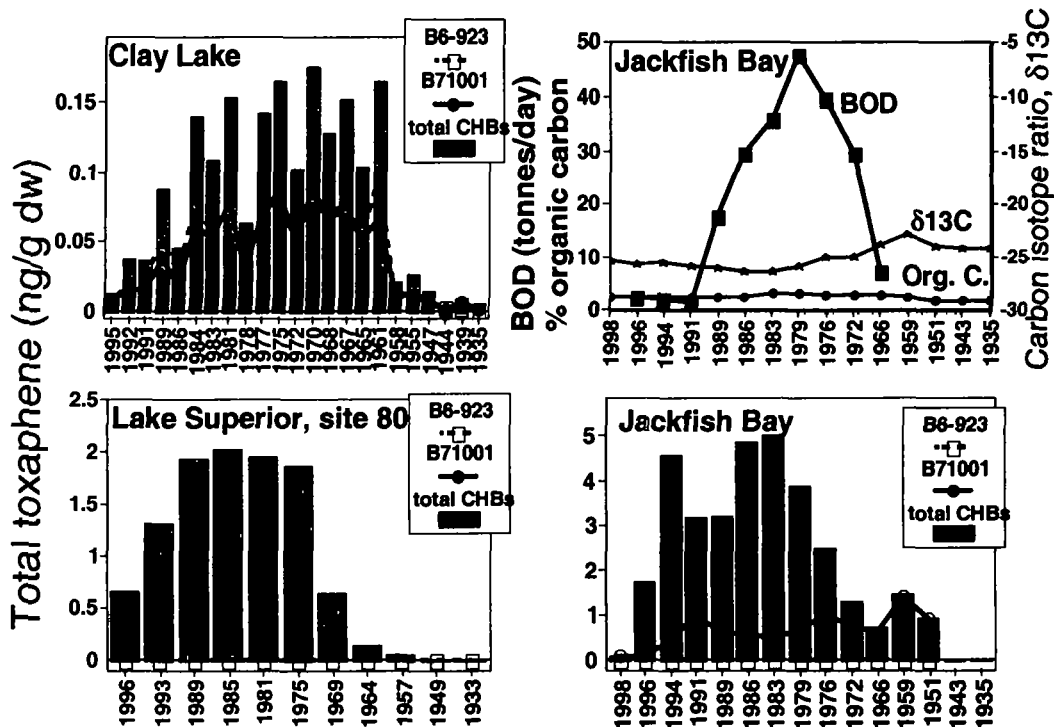 Total toxaphene (ng/g dw)
Clay Lake
B6-923
B71001
total CHBs
0.15
0.1
0.05
0
1995 1992 1991 1989 1986 1984 1983 1981 1978 1977 1975 1972 1970 1968 1967 1965 1961 1958 1955 1947 1944 1939 1935
Jackfish Bay
BOD (tonnes/day)
% organic carbon
50
40
30
20
10
0
BOD
δ13C
Org. C.
-5
-10
-15
-20
-25
-30
Carbon isotope ratio, δ13C
1998 1996 1994 1991 1989 1986 1983 1979 1976 1972 1966 1959 1951 1943 1935
Lake Superior, site 80
B6-923
B71001
total CHBs
2.5
2
1.5
1
0.5
0
1996 1993 1989 1985 1981 1975 1969 1964 1957 1949 1933
Jackfish Bay
B6-923
B71001
total CHBs
5
4
3
2
1
0
1998 1996 1994 1991 1989 1986 1983 1979 1976 1972 1966 1959 1951 1943 1935